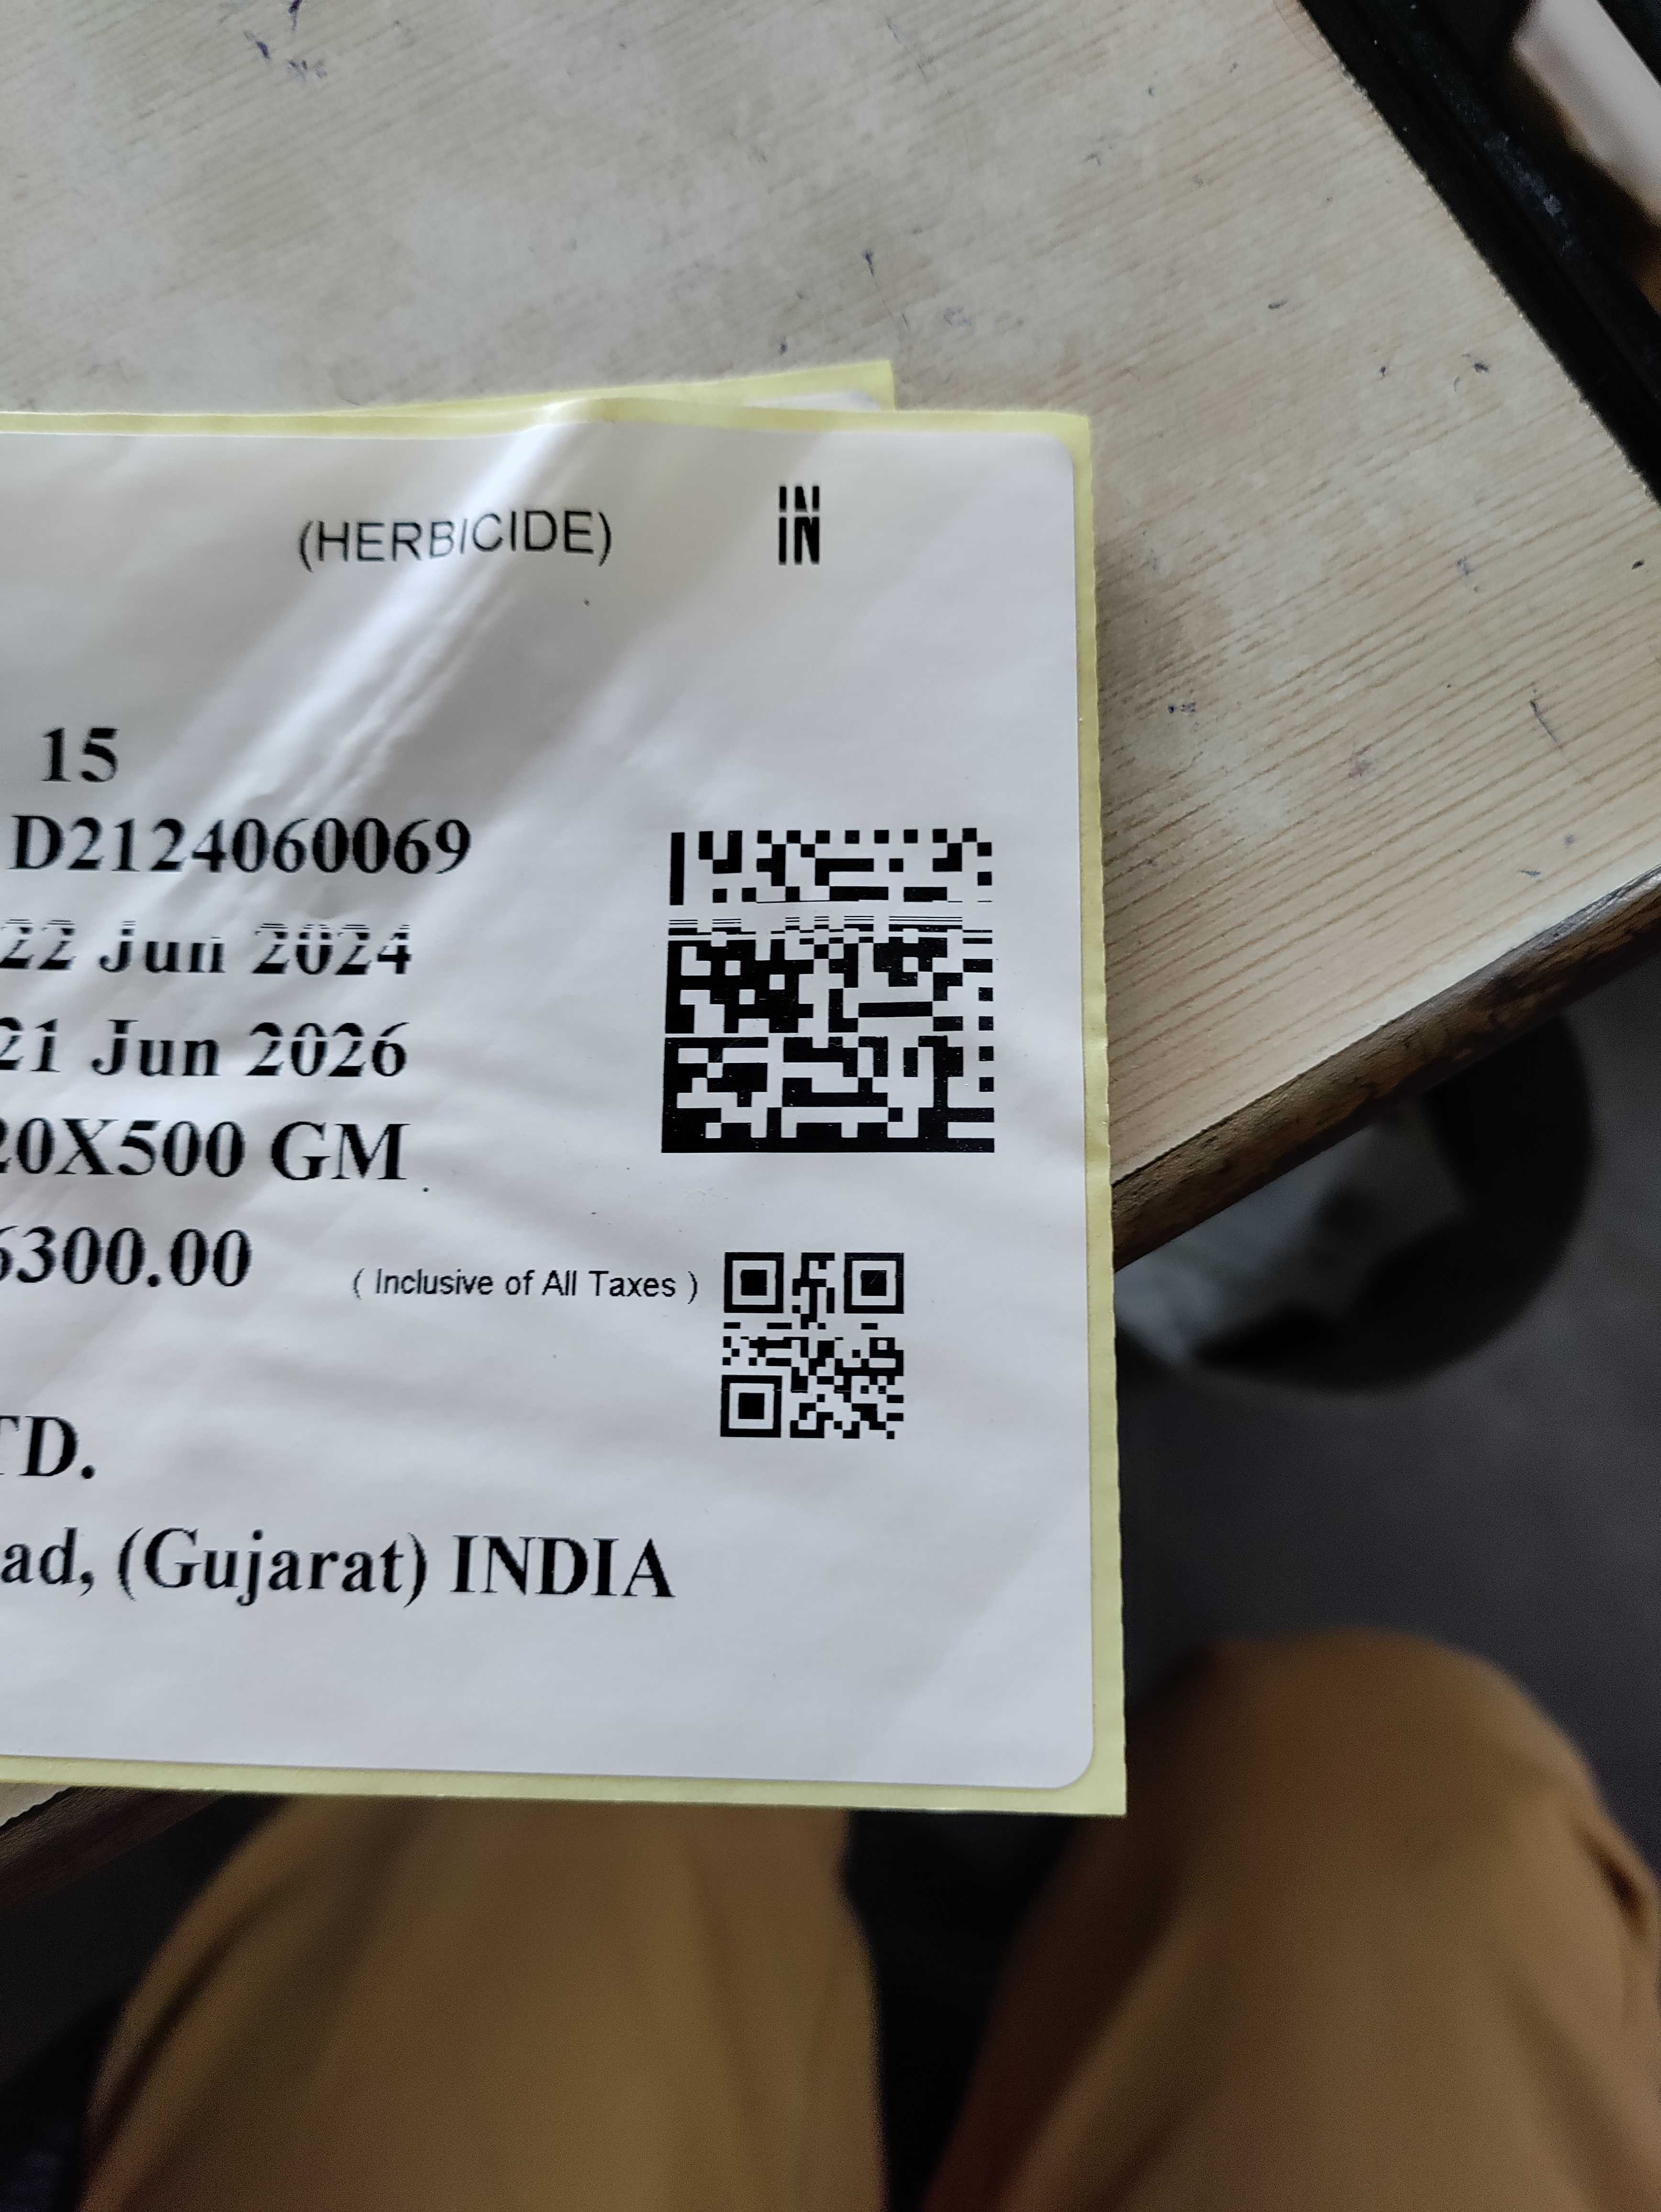 (HERBICIDE) IN
15
D2124060069
22 Jun 2024
21 Jun 2026
20X500 GM
6300.00 ( Inclusive of All Taxes )
TD.
ad, (Gujarat) INDIA